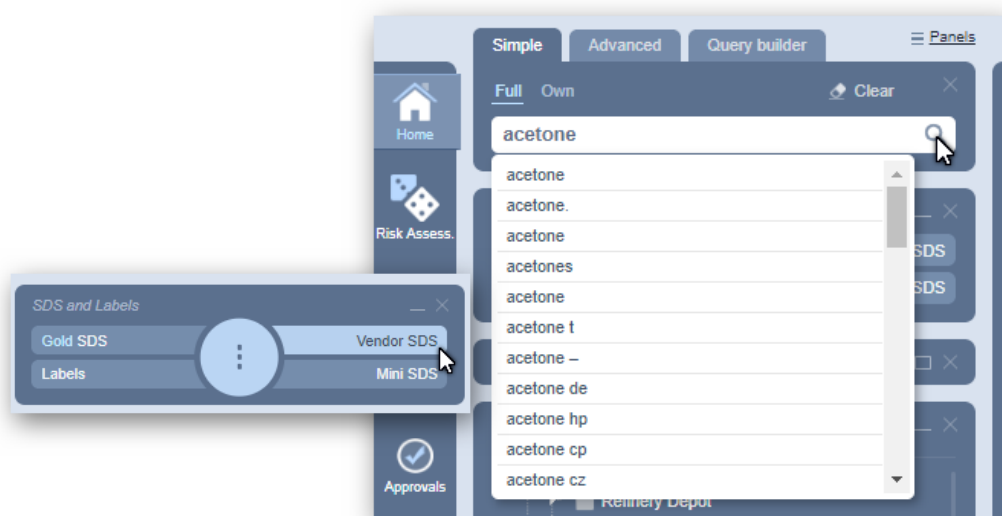 Simple Advanced Query builder Panels
Full Own Clear
acetone
acetone
acetone.
acetone
acetones
acetone
acetone t
acetone –
acetone de
acetone hp
acetone cp
acetone cz
Home
Risk Assess.
SDS
SDS
SDS and Labels
Gold SDS Vendor SDS
Labels Mini SDS
Approvals
Refinery Depot